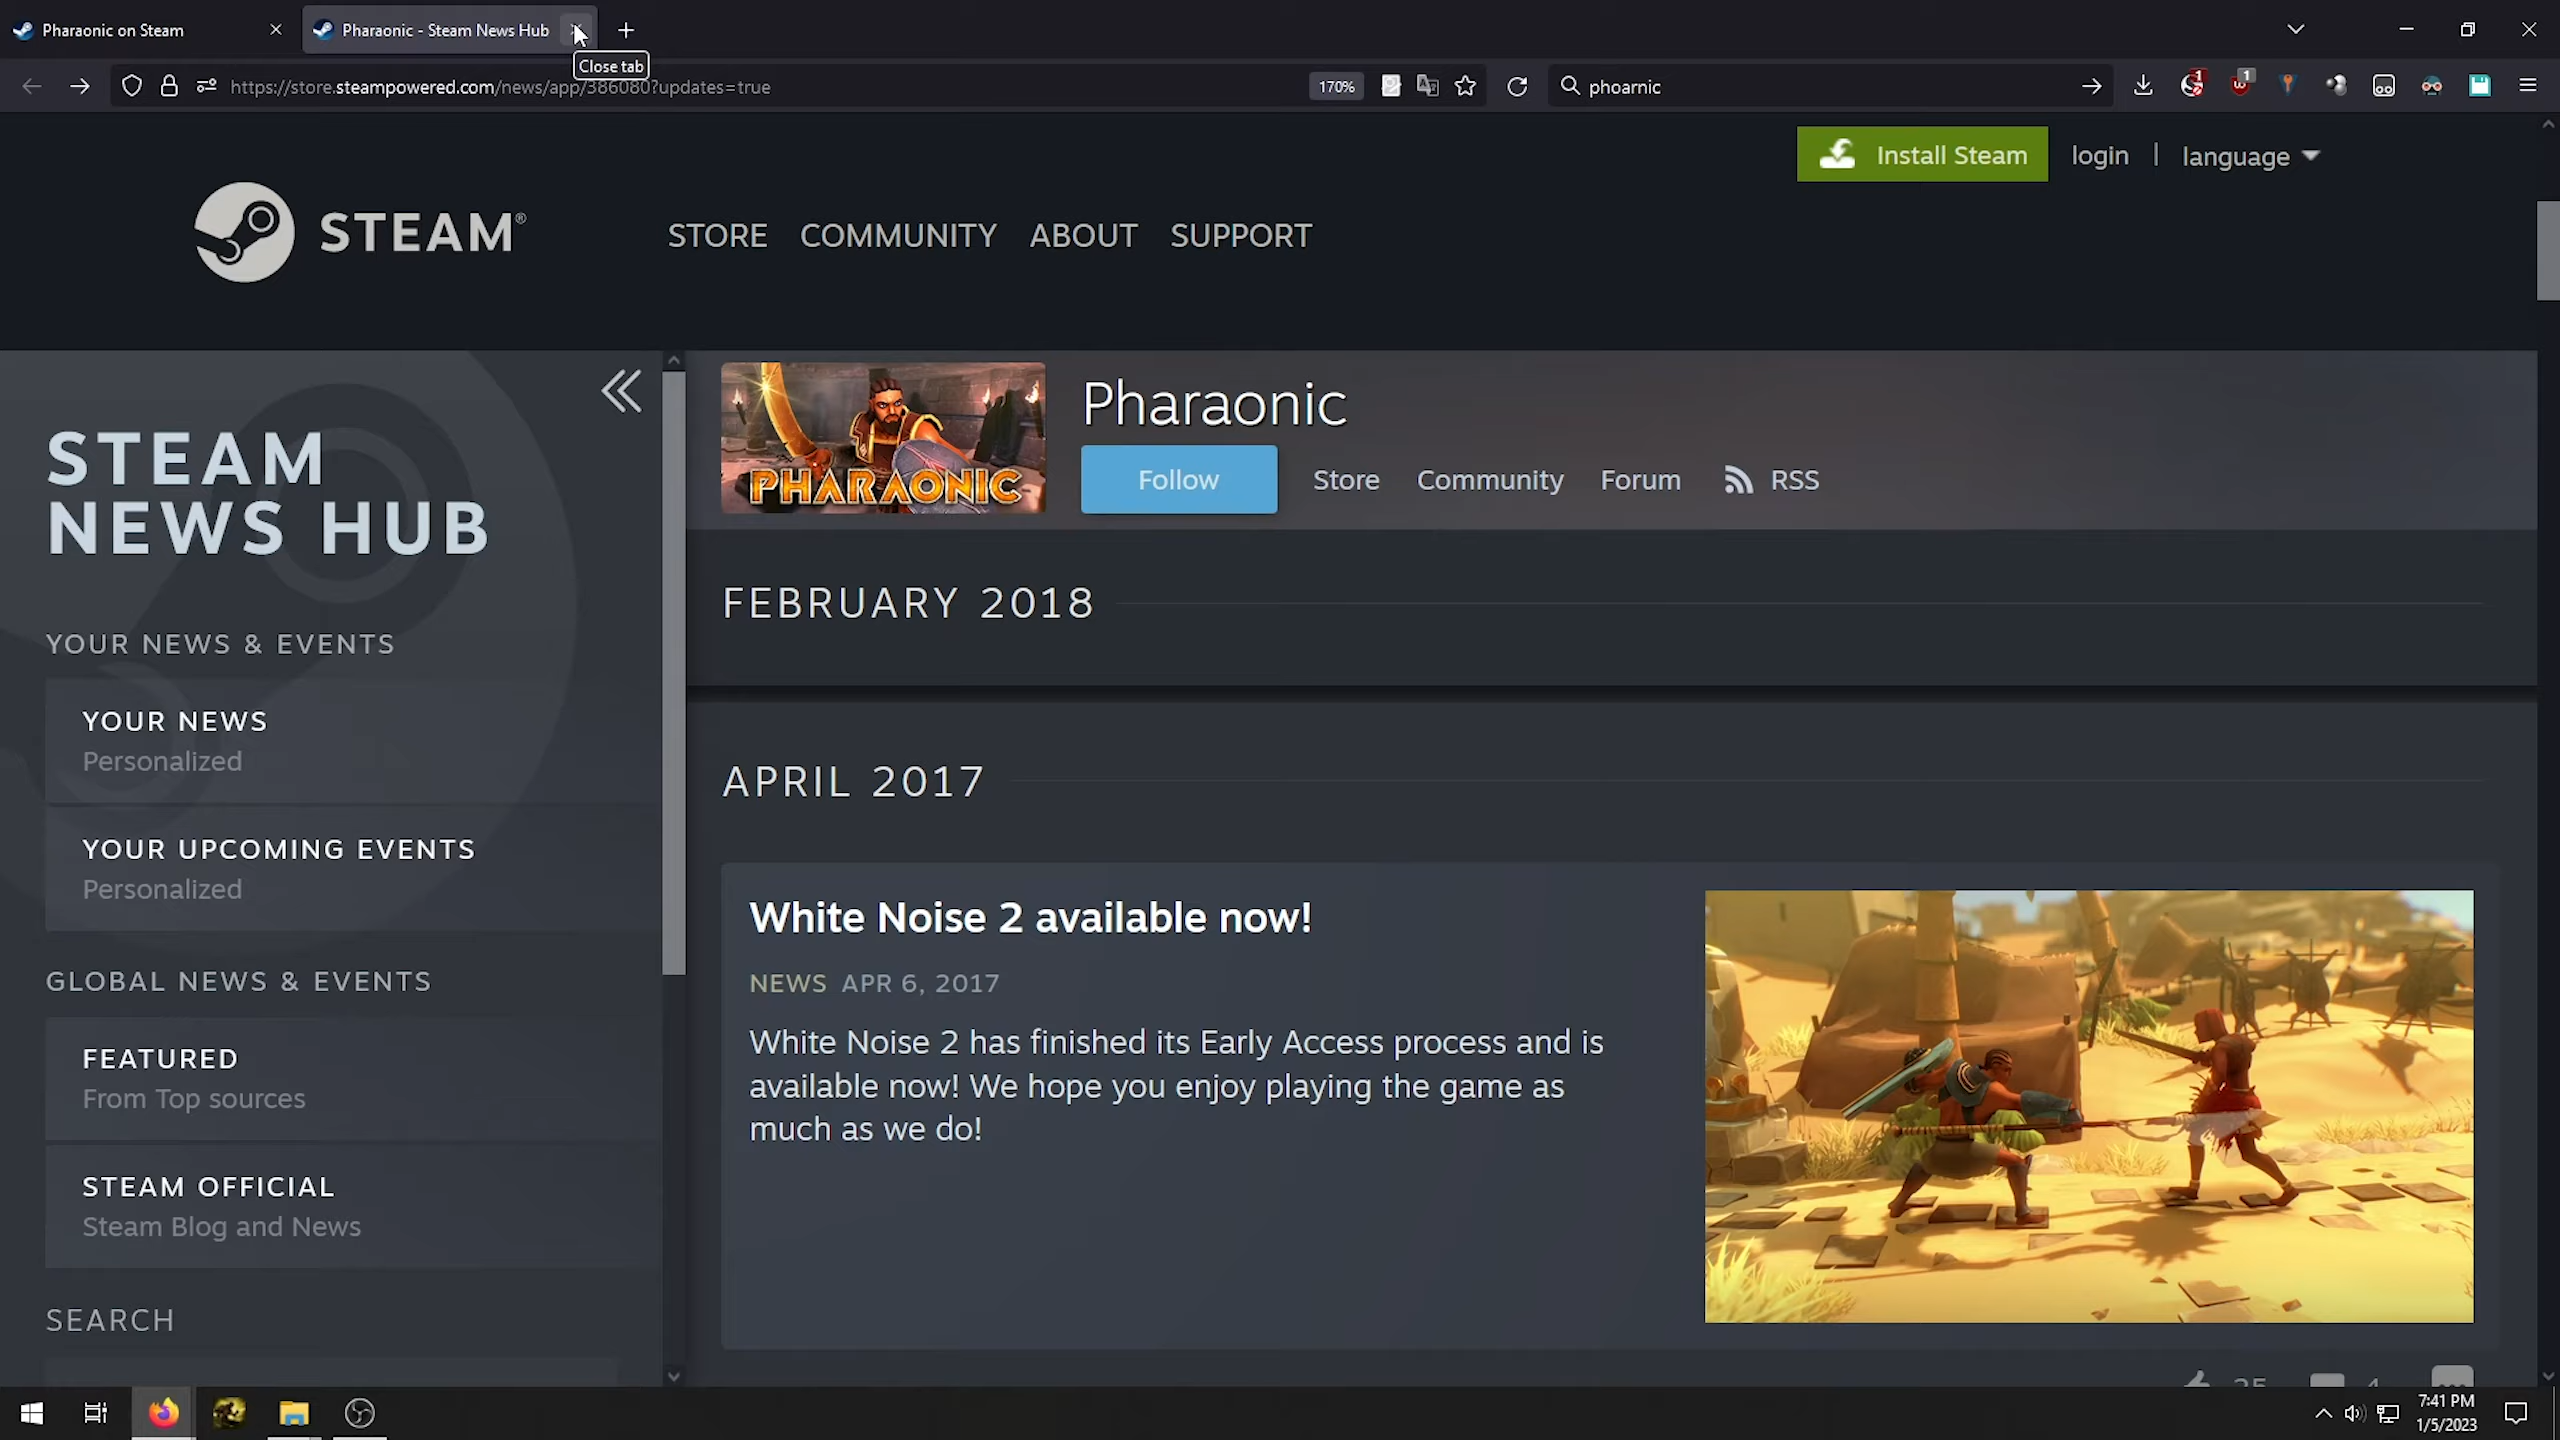 Pharaonic on Steam
Pharaonic - Steam News Hub
Close tab
https://store.steampowered.com/news/app/386080?updates=true
170%
phoarnic
1
1
Install Steam
login
language
STEAM®
STORE COMMUNITY ABOUT SUPPORT
STEAM
NEWS HUB
YOUR NEWS & EVENTS
YOUR NEWS
Personalized
YOUR UPCOMING EVENTS
Personalized
GLOBAL NEWS & EVENTS
FEATURED
From Top sources
STEAM OFFICIAL
Steam Blog and News
SEARCH
PHARAONIC
Pharaonic
Follow
Store
Community
Forum
RSS
FEBRUARY 2018
APRIL 2017
White Noise 2 available now!
NEWS APR 6, 2017
White Noise 2 has finished its Early Access process and is
available now! We hope you enjoy playing the game as
much as we do!
7:41 PM
1/5/2023